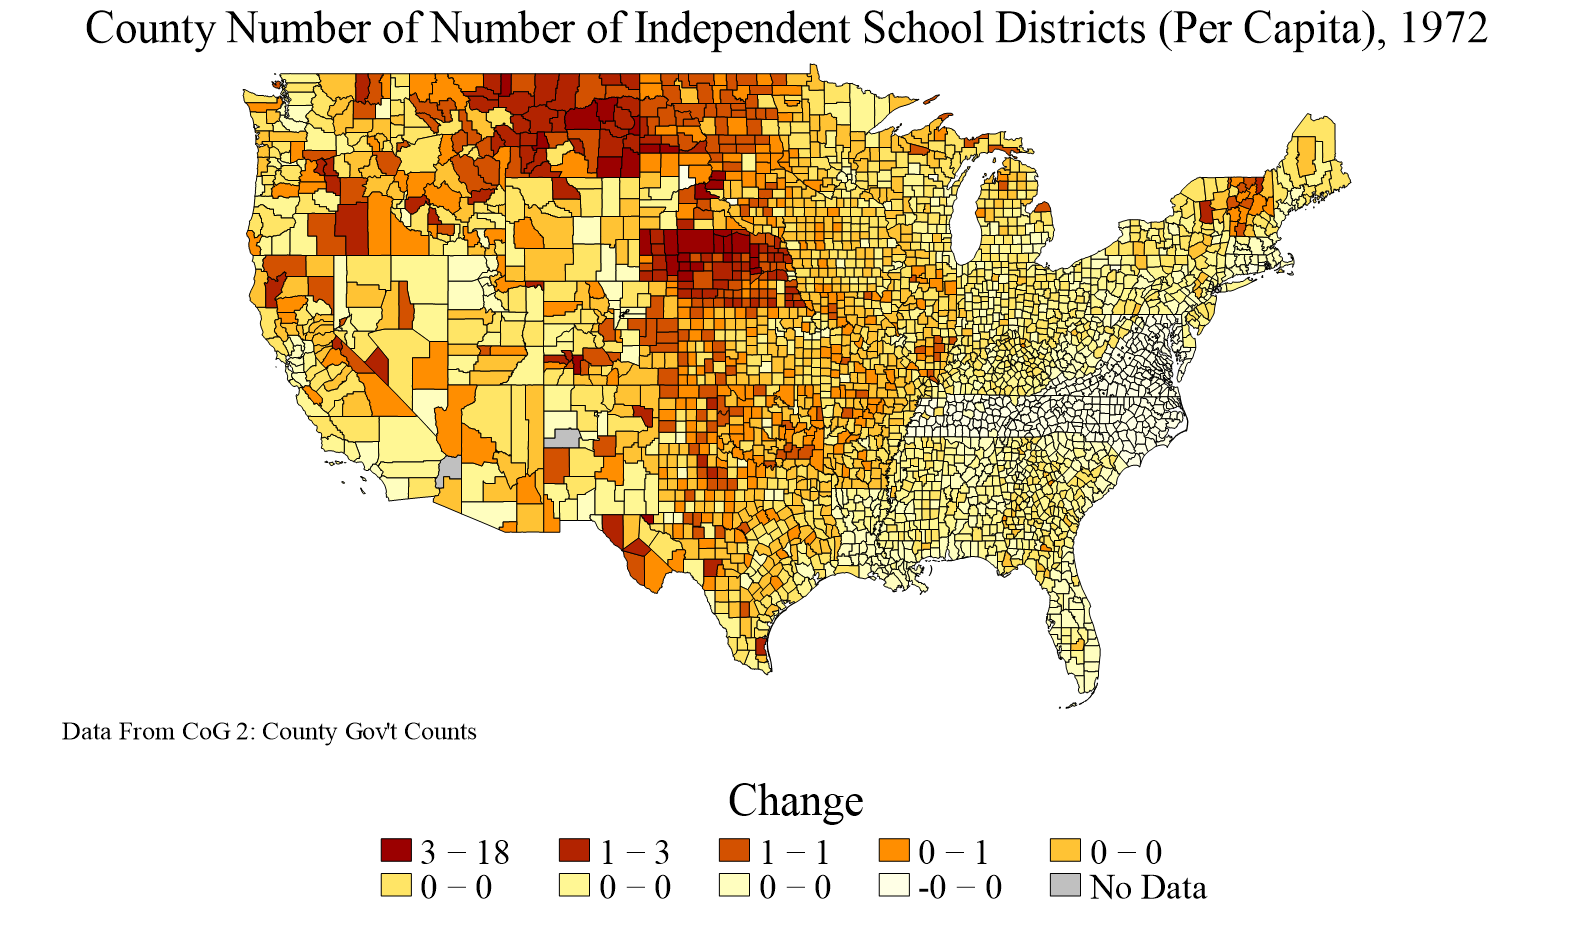 County Number of Number of Independent School Districts (Per Capita), 1972
Data From CoG 2: County Gov't Counts
Change
3 − 18
1 − 3
1 − 1
0 − 1
0 − 0
0 − 0
0 − 0
0 − 0
-0 − 0
No Data